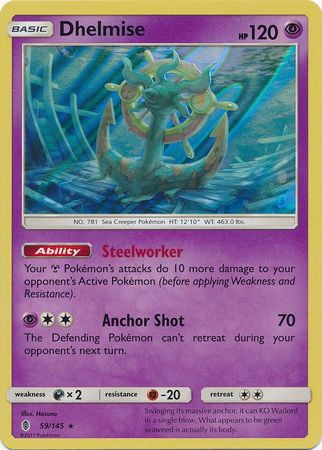 BASIC Dhelmise HP 120
NO. 781 Sea Creeper Pokémon HT: 12'10" WT: 463.0 lbs.
Ability Steelworker
Your Pokémon's attacks do 10 more damage to your
opponent's Active Pokémon (before applying Weakness and
Resistance).
Anchor Shot 70
The Defending Pokémon can't retreat during your
opponent's next turn.
weakness × 2 resistance -20 retreat
Illus. Hasuno
59/145 ★
©2017 Pokémon
Swinging its massive anchor, it can KO Wailord
in a single blow. What appears to be green
seaweed is actually its body.